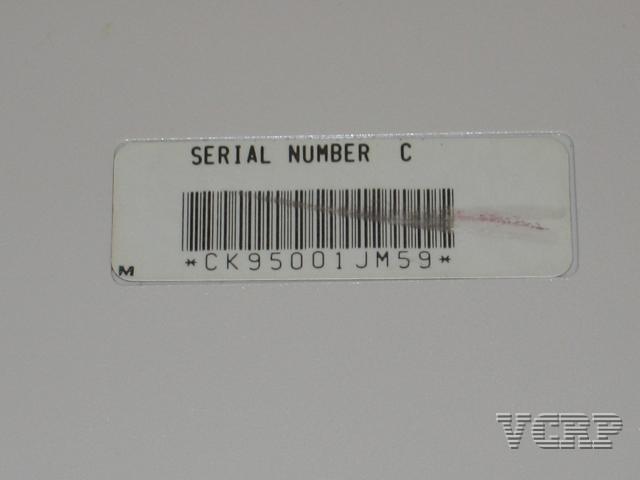 SERIAL NUMBER C
*CK95001JM59*
M
VCRP